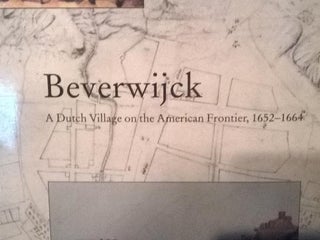 Beverwijck
A Dutch Village on the American Frontier, 1652–1664